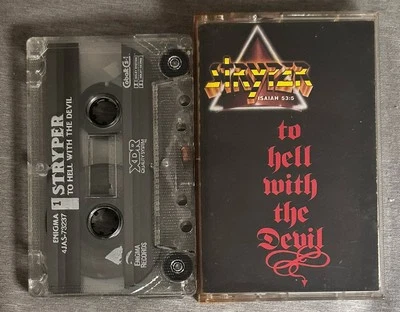 ENIGMA
4JAS-73237
1
STRYPER
TO HELL WITH THE DEVIL
XDR
ENIGMA
RECORDS
stryper
ISAIAH 53:5
to
hell
with
the
Devil